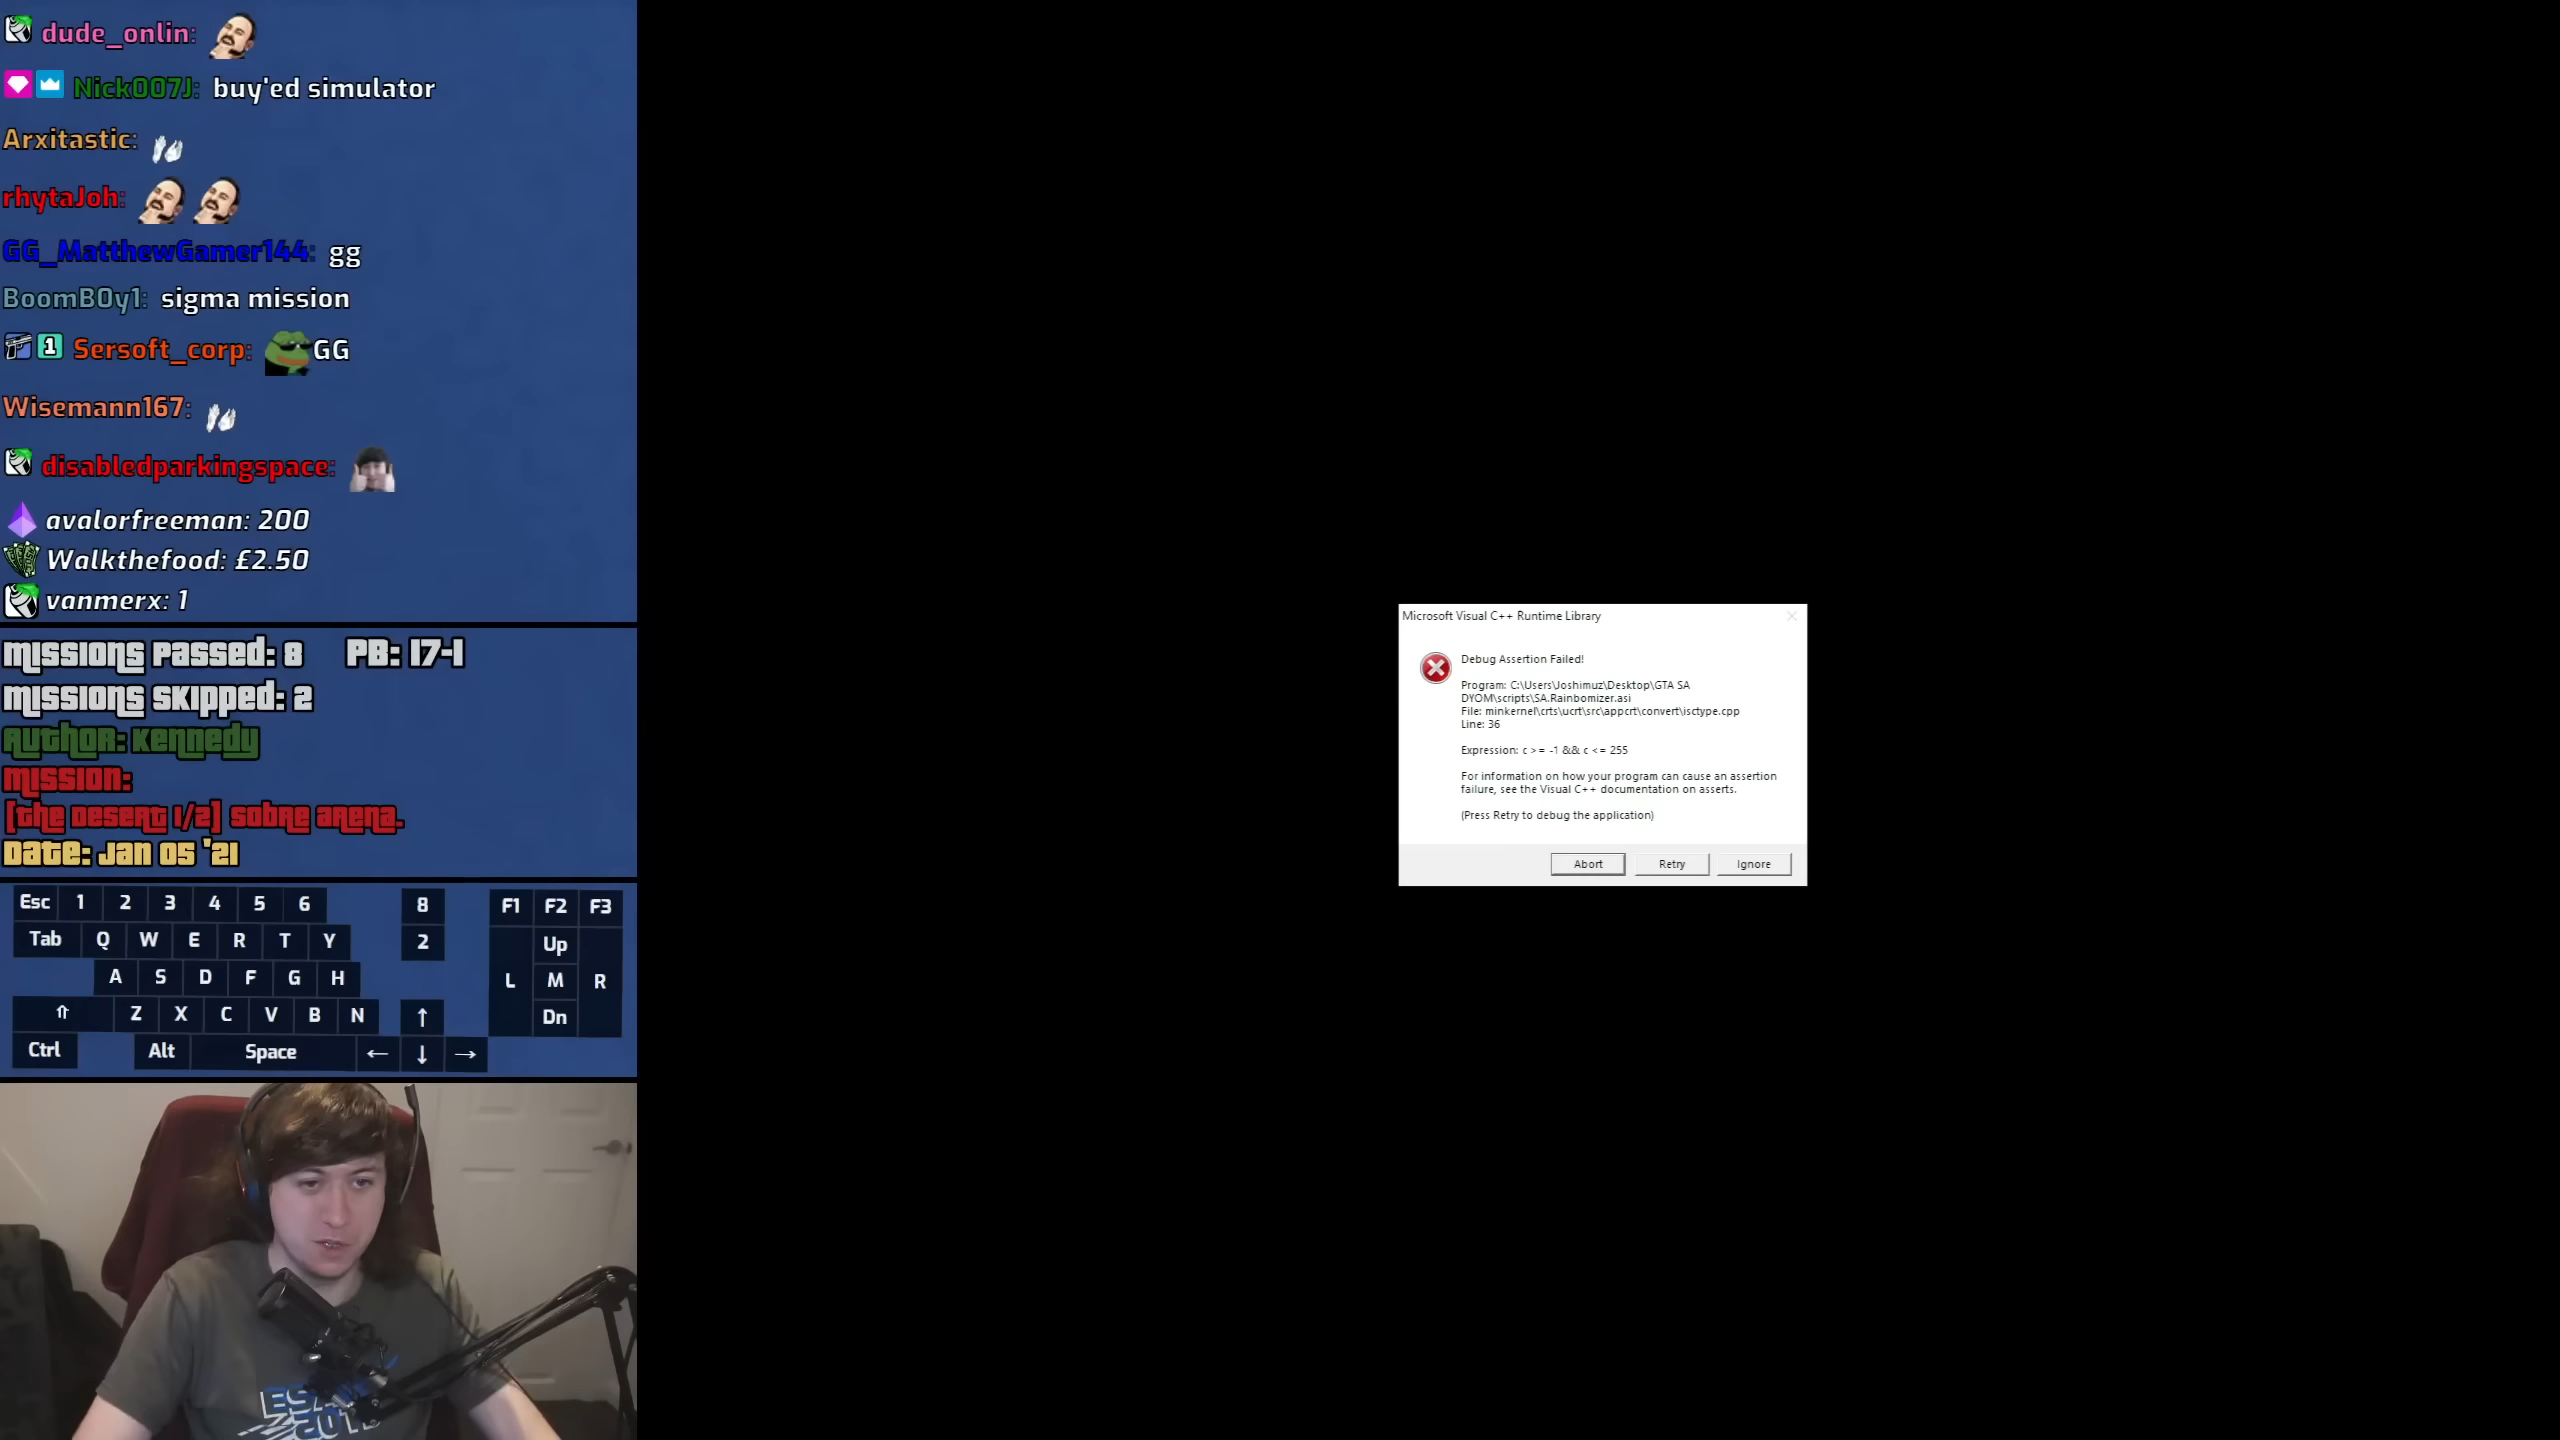 dude_onlin:
Nick007J: buy'ed simulator
Arxitastic:
rhytaJoh:
GG_MatthewGamer144: gg
BoomB0y1: sigma mission
1 Sersoft_corp: GG
Wisemann167:
disabledparkingspace:
avalorfreeman: 200
Walkthefood: £2.50
vanmerx: 1
missions passed: 8 PB: 17-1
missions skipped: 2
Author: Kennedy
mission:
[the Desert 1/2] sobre arena.
Date: Jan 05 '21
Esc 1 2 3 4 5 6 8 F1 F2 F3
Tab Q W E R T Y 2 Up
A S D F G H L M R
⇧ Z X C V B N ↑ Dn
Ctrl Alt Space ← ↓ →
Microsoft Visual C++ Runtime Library
Debug Assertion Failed!
Program: C:\Users\Joshimuz\Desktop\GTA SA
DYOM\scripts\SA.Rainbomizer.asi
File: minkernel\crts\ucrt\src\appcrt\convert\isctype.cpp
Line: 36
Expression: c >= -1 && c <= 255
For information on how your program can cause an assertion
failure, see the Visual C++ documentation on asserts.
(Press Retry to debug the application)
Abort Retry Ignore